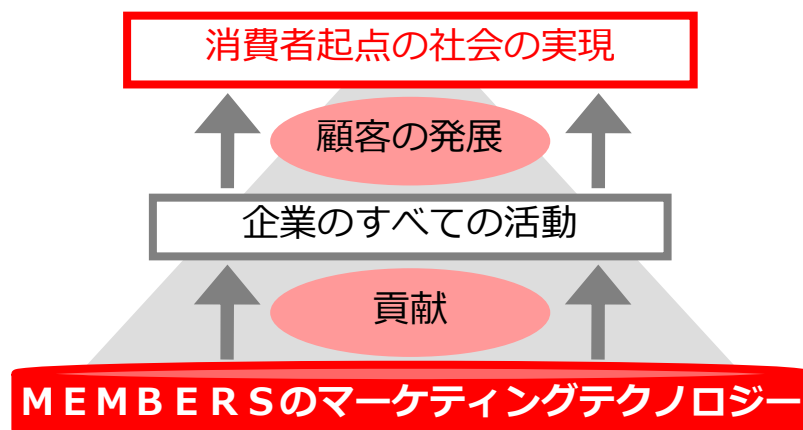 消費者起点の社会の実現
顧客の発展
企業のすべての活動
貢献
ＭＥＭＢＥＲＳのマーケティングテクノロジー